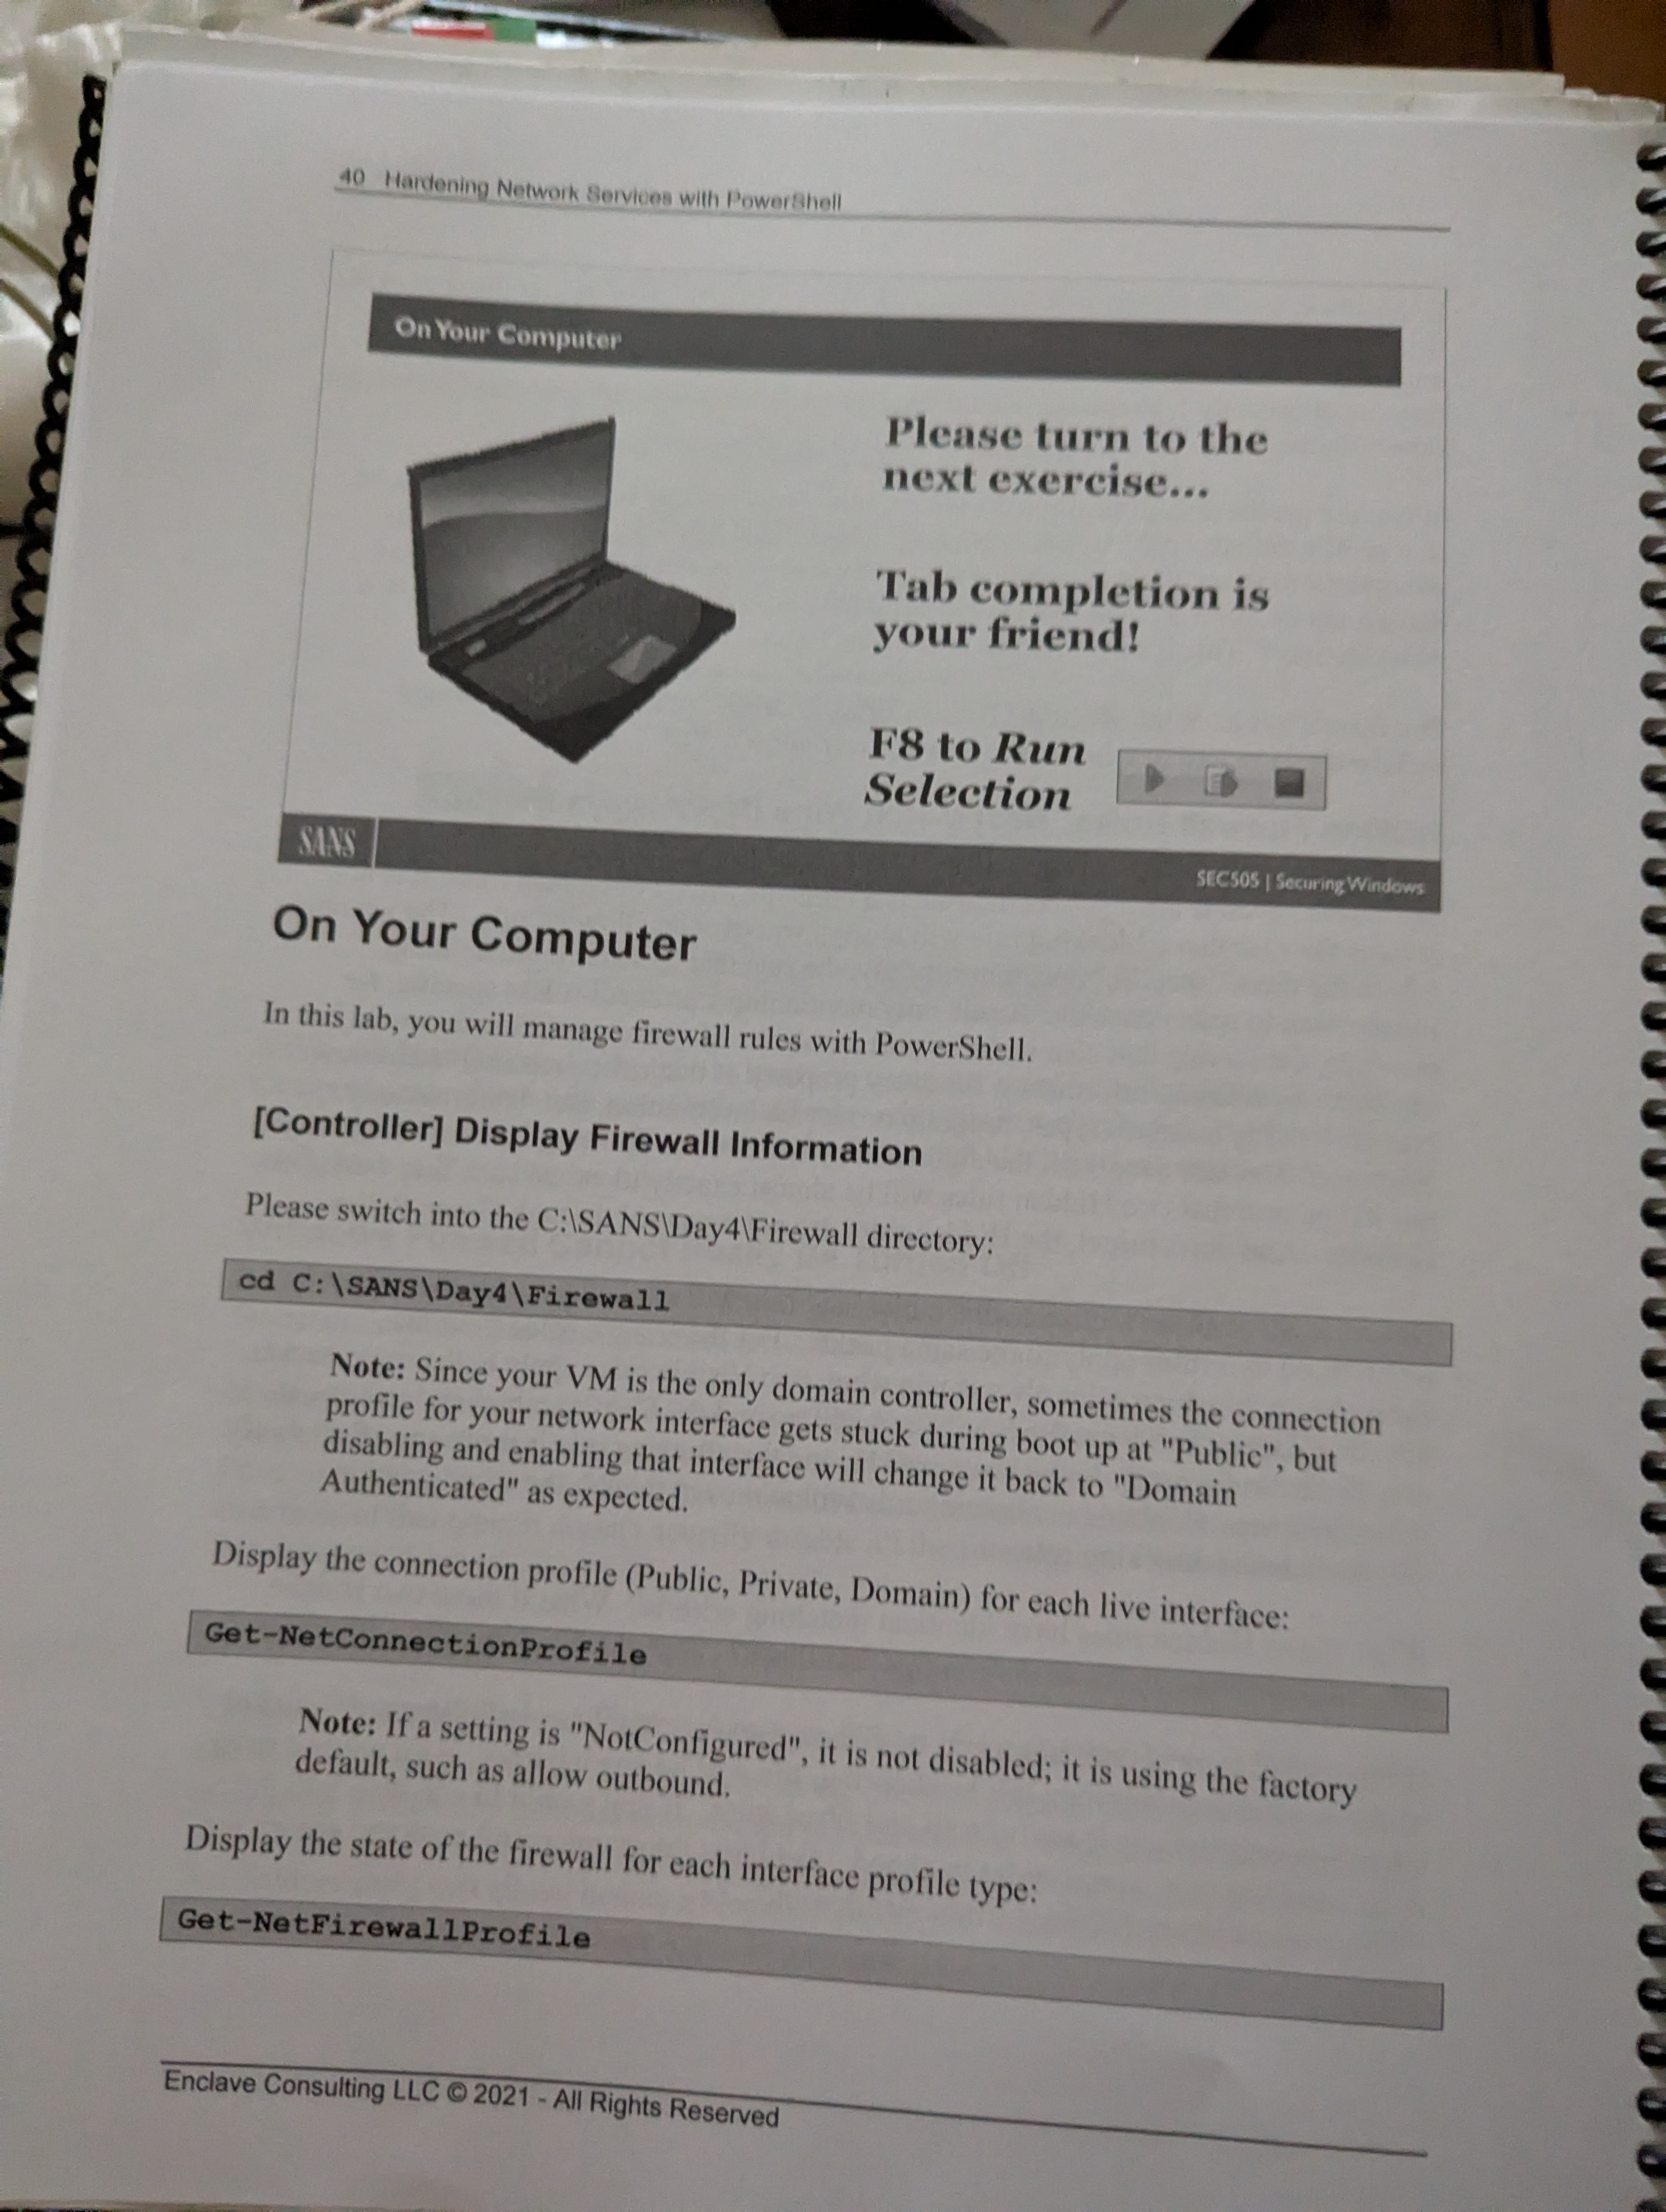 40 Hardening Network Services with PowerShell
On Your Computer
Please turn to the
next exercise...
Tab completion is
your friend!
F8 to Run
Selection
SANS
SEC505 | Securing Windows
On Your Computer
In this lab, you will manage firewall rules with PowerShell.
[Controller] Display Firewall Information
Please switch into the C:\SANS\Day4\Firewall directory:
cd C:\SANS\Day4\Firewall
Note: Since your VM is the only domain controller, sometimes the connection
profile for your network interface gets stuck during boot up at "Public", but
disabling and enabling that interface will change it back to "Domain
Authenticated" as expected.
Display the connection profile (Public, Private, Domain) for each live interface:
Get-NetConnectionProfile
Note: If a setting is "NotConfigured", it is not disabled; it is using the factory
default, such as allow outbound.
Display the state of the firewall for each interface profile type:
Get-NetFirewallProfile
Enclave Consulting LLC © 2021 - All Rights Reserved